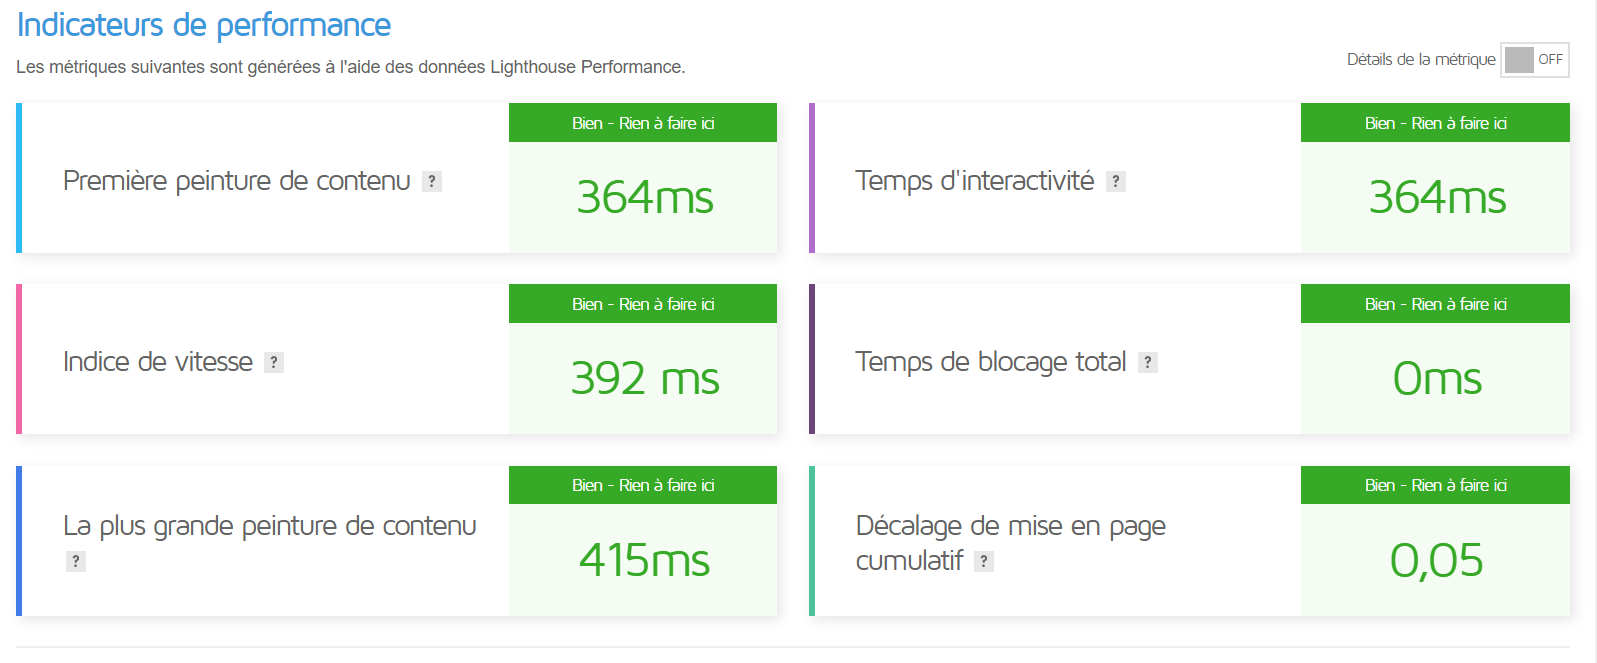 Indicateurs de performance
Les métriques suivantes sont générées à l'aide des données Lighthouse Performance.
Détails de la métrique OFF
Première peinture de contenu ?
Bien - Rien à faire ici
364ms
Temps d'interactivité ?
Bien - Rien à faire ici
364ms
Indice de vitesse ?
Bien - Rien à faire ici
392 ms
Temps de blocage total ?
Bien - Rien à faire ici
0ms
La plus grande peinture de contenu
?
Bien - Rien à faire ici
415ms
Décalage de mise en page
cumulatif ?
Bien - Rien à faire ici
0,05